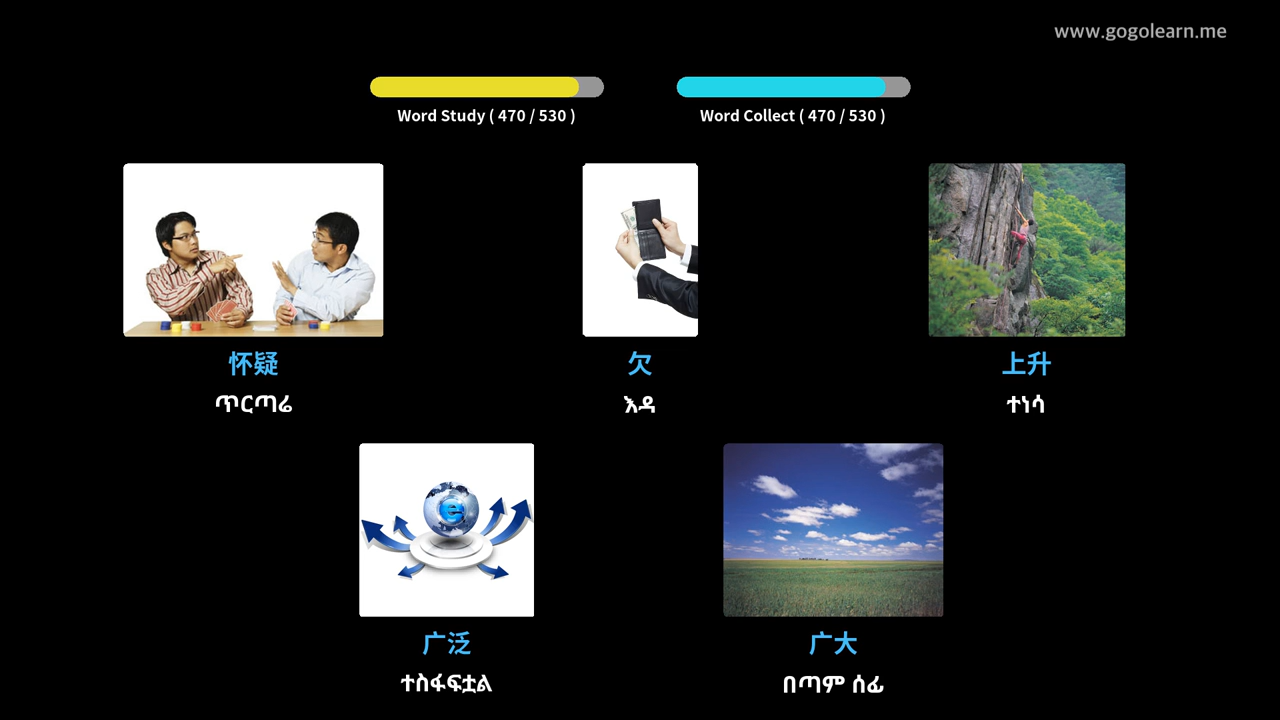 www.gogolearn.me
Word Study ( 470 / 530 )
Word Collect ( 470 / 530 )
怀疑
欠
上升
ጥርጣሬ
እዳ
ተነሳ
广泛
广大
ተስፋፍቷል
በጣም ሰፊ